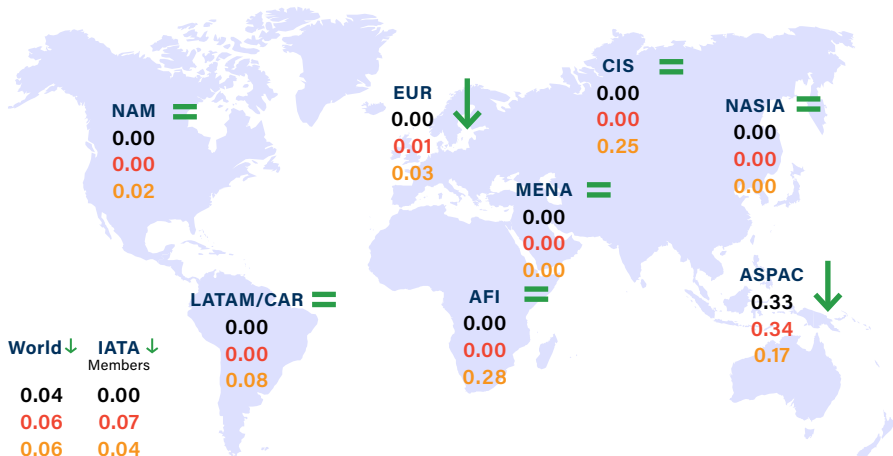 NAM =
0.00
0.00
0.02
EUR ↓
0.00
0.01
0.03
CIS =
0.00
0.00
0.25
NASIA =
0.00
0.00
0.00
MENA =
0.00
0.00
0.00
LATAM/CAR =
0.00
0.00
0.08
AFI =
0.00
0.00
0.28
ASPAC ↓
0.33
0.34
0.17
World ↓ IATA ↓
Members
0.04 0.00
0.06 0.07
0.06 0.04